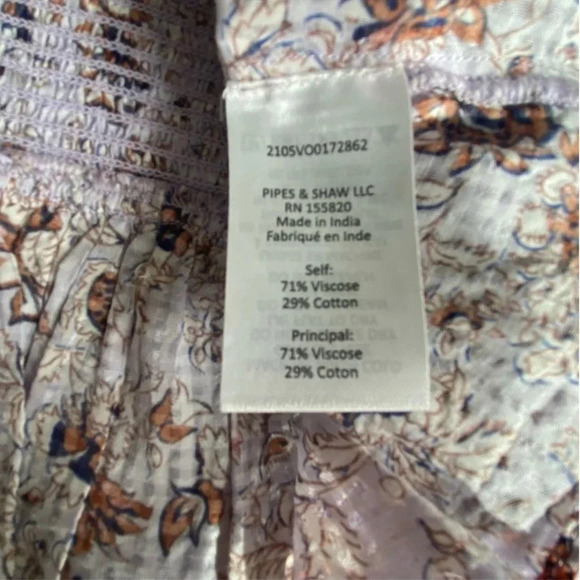 2105VO0172862
PIPES & SHAW LLC
RN 155820
Made in India
Fabriqué en Inde
Self:
71% Viscose
29% Cotton
Principal:
71% Viscose
29% Coton